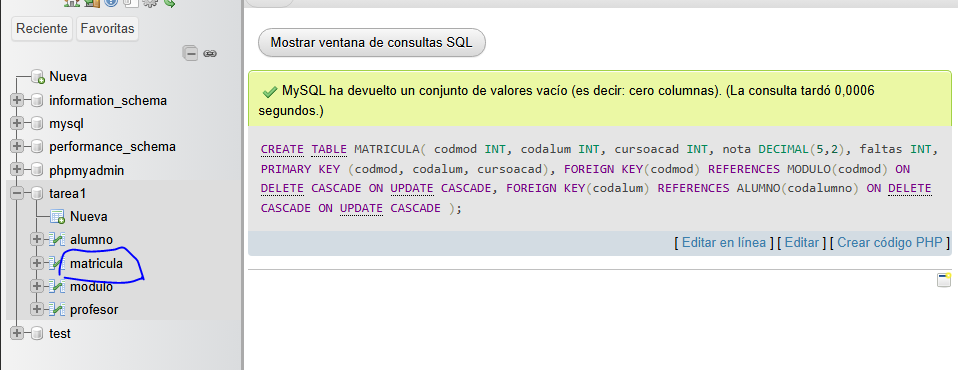 Reciente
Favoritas
Nueva
information_schema
mysql
performance_schema
phpmyadmin
tarea1
Nueva
alumno
matricula
modulo
profesor
test
Mostrar ventana de consultas SQL
MySQL ha devuelto un conjunto de valores vacío (es decir: cero columnas). (La consulta tardó 0,0006
segundos.)
CREATE TABLE MATRICULA( codmod INT, codalum INT, cursoacad INT, nota DECIMAL(5,2), faltas INT,
PRIMARY KEY (codmod, codalum, cursoacad), FOREIGN KEY(codmod) REFERENCES MODULO(codmod) ON
DELETE CASCADE ON UPDATE CASCADE, FOREIGN KEY(codalum) REFERENCES ALUMNO(codalumno) ON DELETE
CASCADE ON UPDATE CASCADE );
[ Editar en línea ] [ Editar ] [ Crear código PHP ]